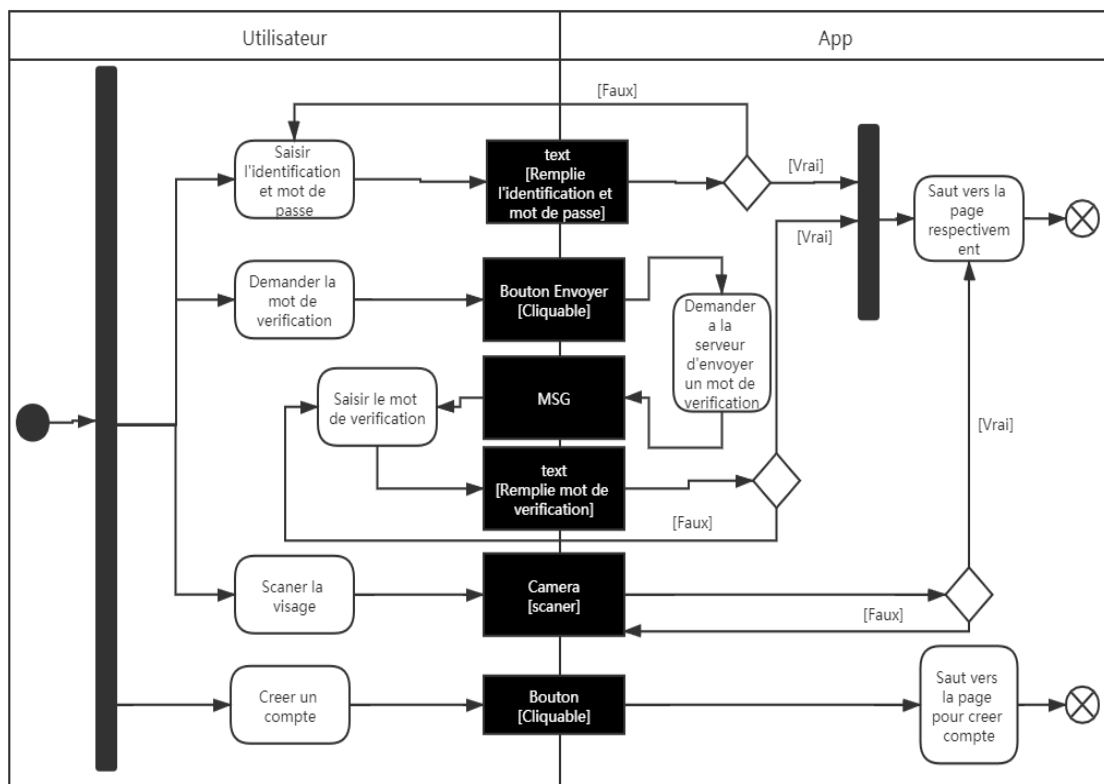 Utilisateur
App
[Faux]
Saisir
l'identification
et mot de
passe
text
[Remplie
l'identification et
mot de passe]
[Vrai]
[Vrai]
Saut vers la
page
respectivem
ent
Demander la
mot de
verification
Bouton Envoyer
[Cliquable]
Demander
a la
serveur
d'envoyer
un mot de
verification
Saisir le mot
de verification
MSG
[Vrai]
text
[Remplie mot de
verification]
[Faux]
Scaner la
visage
Camera
[scaner]
[Faux]
Creer un
compte
Bouton
[Cliquable]
Saut vers
la page
pour creer
compte